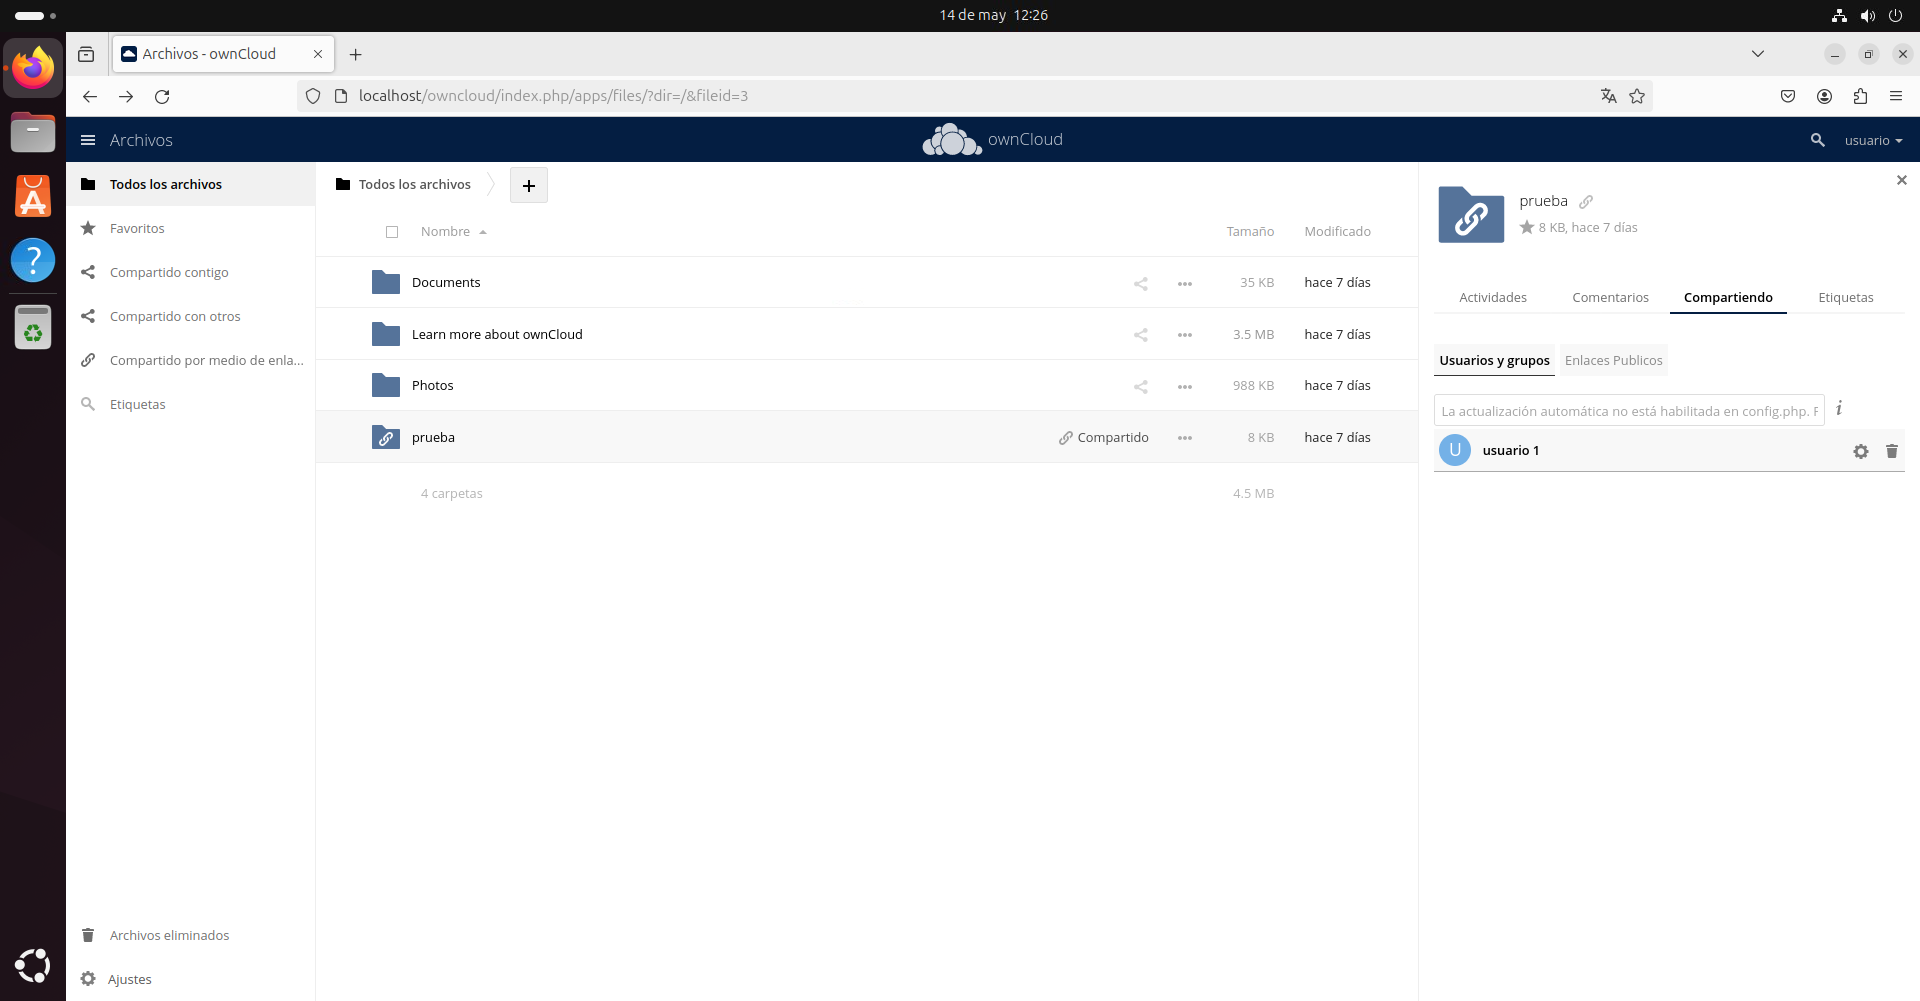 14 de may 12:26
Archivos - ownCloud
localhost/owncloud/index.php/apps/files/?dir=/&fileid=3
Archivos
ownCloud
usuario
Todos los archivos
Favoritos
Compartido contigo
Compartido con otros
Compartido por medio de enla...
Etiquetas
Archivos eliminados
Ajustes
Todos los archivos
+
Nombre Tamaño Modificado
Documents 35 KB hace 7 días
Learn more about ownCloud 3.5 MB hace 7 días
Photos 988 KB hace 7 días
prueba Compartido 8 KB hace 7 días
4 carpetas 4.5 MB
prueba
8 KB, hace 7 días
Actividades Comentarios Compartiendo Etiquetas
Usuarios y grupos Enlaces Publicos
La actualización automática no está habilitada en config.php.
i
U usuario 1